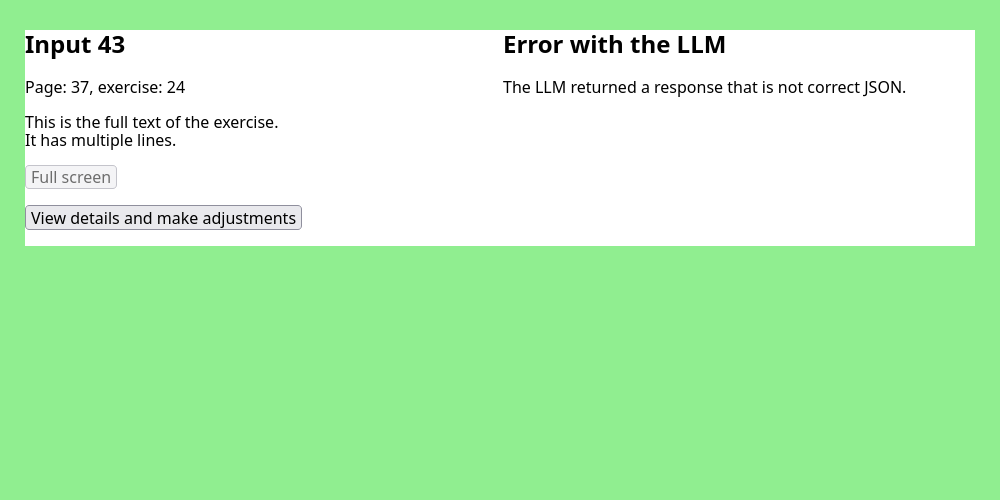 Input 43
Page: 37, exercise: 24
This is the full text of the exercise.
It has multiple lines.
Full screen
View details and make adjustments
Error with the LLM
The LLM returned a response that is not correct JSON.